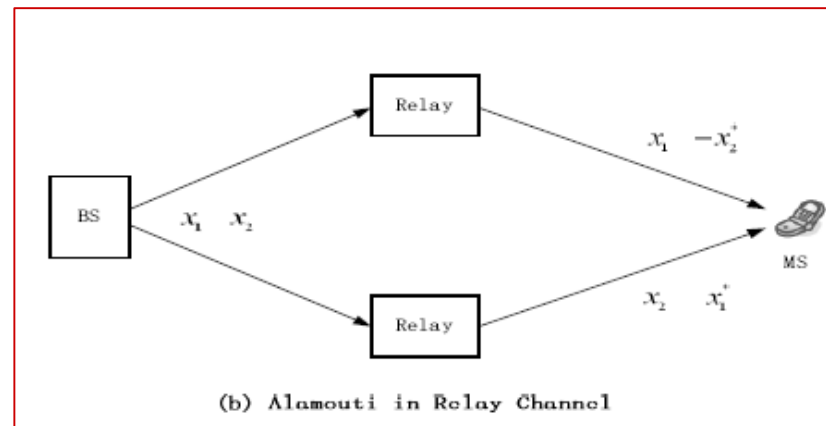 Relay
x₁ -x₂*
BS
x₁ x₂
MS
x₂ x₁*
Relay
(b) Alamouti in Relay Channel